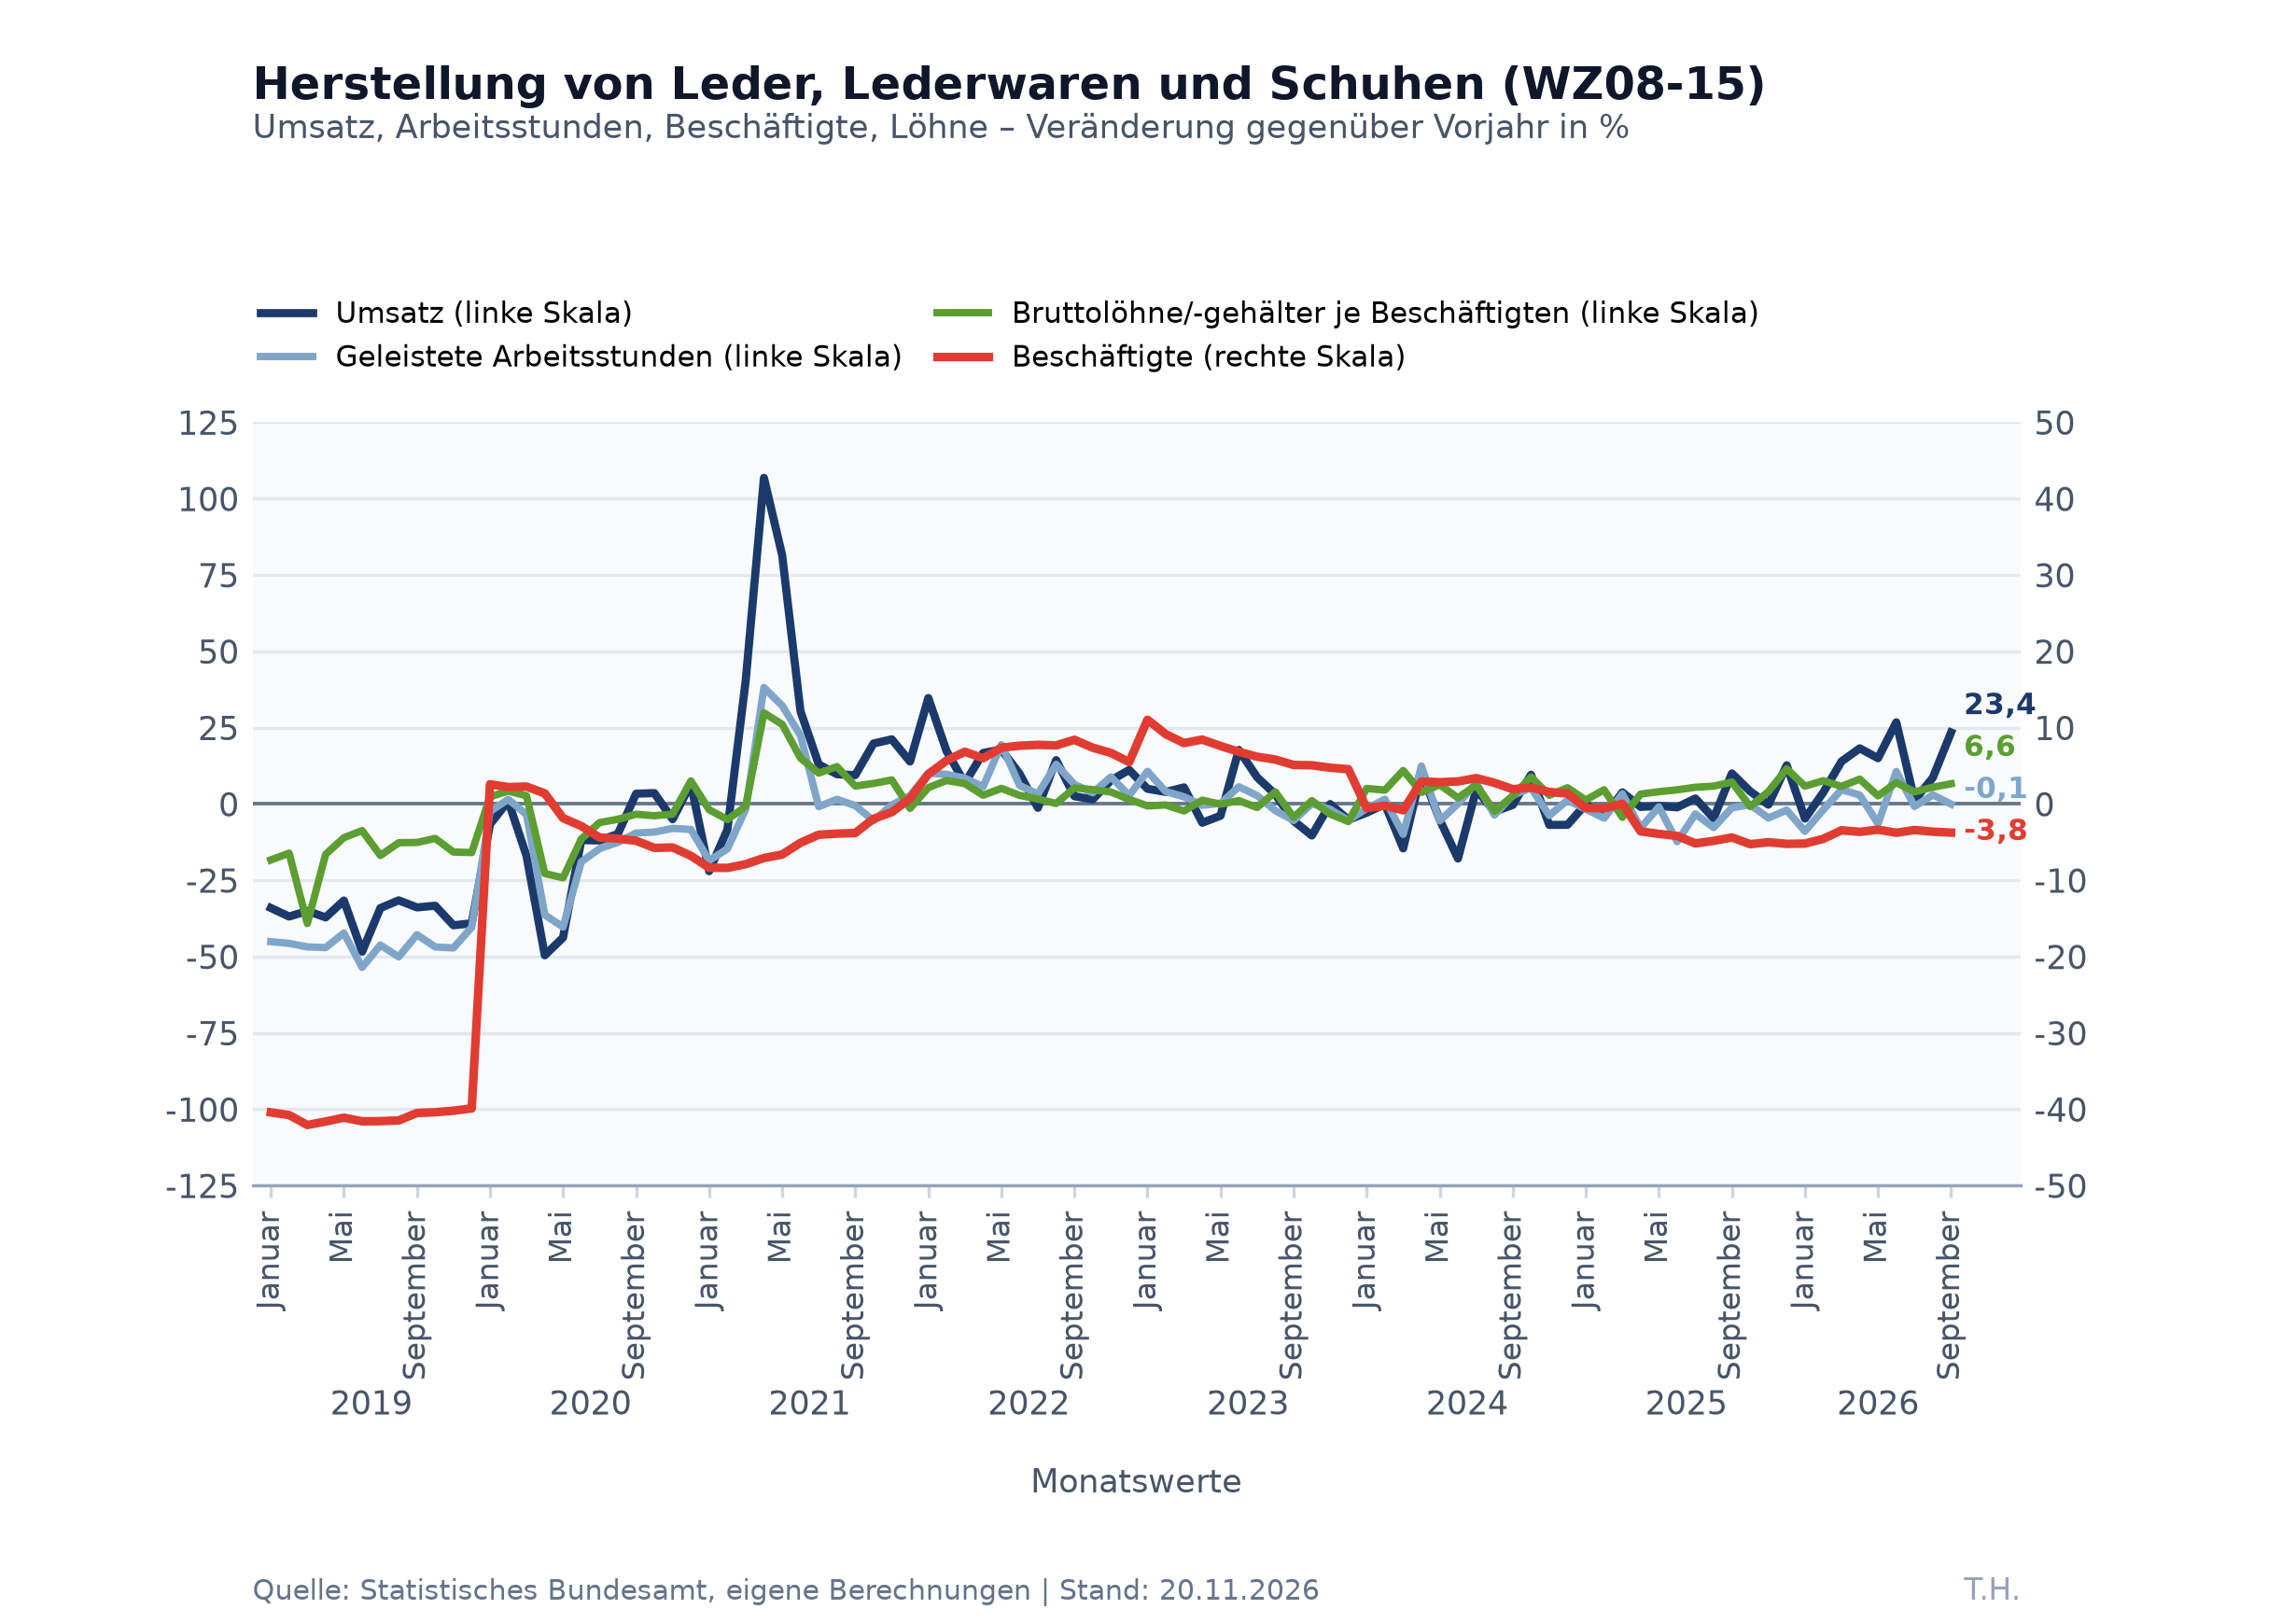 Herstellung von Leder, Lederwaren und Schuhen (WZ08-15)
Umsatz, Arbeitsstunden, Beschäftigte, Löhne – Veränderung gegenüber Vorjahr in %
Umsatz (linke Skala)
Geleistete Arbeitsstunden (linke Skala)
Bruttolöhne/-gehälter je Beschäftigten (linke Skala)
Beschäftigte (rechte Skala)
125
100
75
50
25
0
-25
-50
-75
-100
-125
50
40
30
20
10
0
-10
-20
-30
-40
-50
23,4
6,6
-0,1
-3,8
Januar
Mai
September
Januar
Mai
September
Januar
Mai
September
Januar
Mai
September
Januar
Mai
September
Januar
Mai
September
Januar
Mai
September
Januar
Mai
September
2019
2020
2021
2022
2023
2024
2025
2026
Monatswerte
Quelle: Statistisches Bundesamt, eigene Berechnungen | Stand: 20.11.2026
T.H.